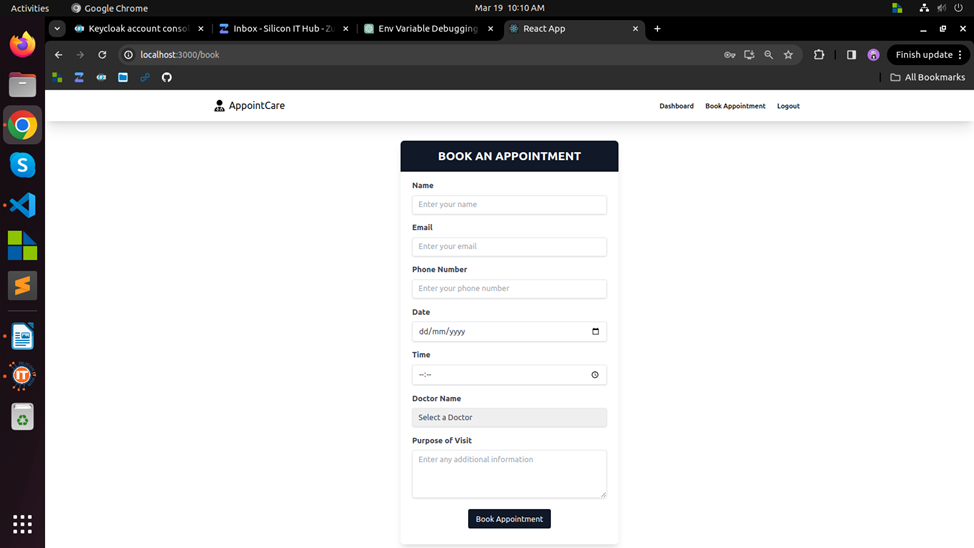 Activities Google Chrome Mar 19 10:10 AM
Keycloak account consol Inbox - Silicon IT Hub - Zu Env Variable Debugging React App
localhost:3000/book Finish update
All Bookmarks
AppointCare Dashboard Book Appointment Logout
BOOK AN APPOINTMENT
Name
Enter your name
Email
Enter your email
Phone Number
Enter your phone number
Date
dd/mm/yyyy
Time
--:--
Doctor Name
Select a Doctor
Purpose of Visit
Enter any additional information
Book Appointment